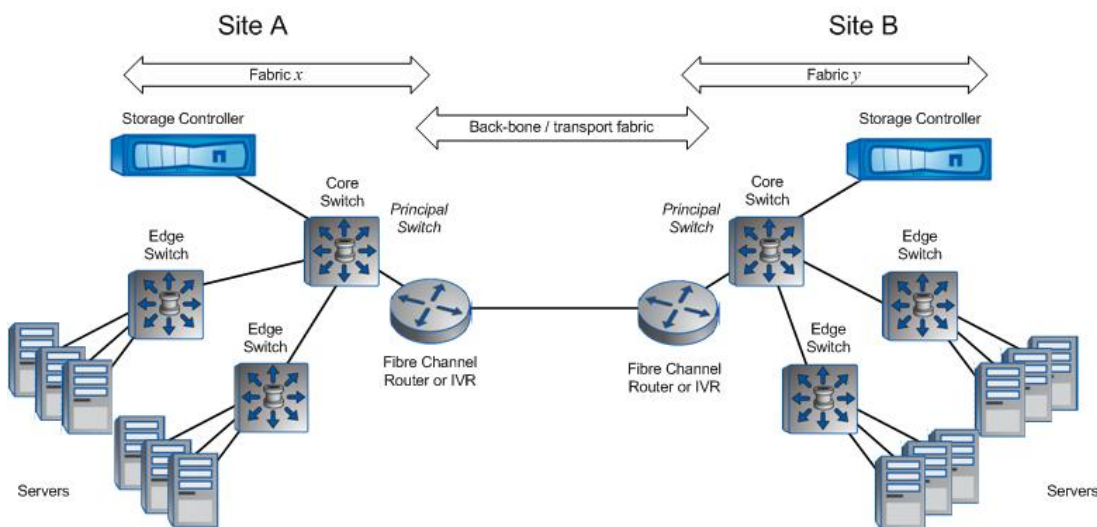 Site A
Site B
Fabric x
Fabric y
Back-bone / transport fabric
Storage Controller
Storage Controller
Core
Switch
Principal
Switch
Principal
Switch
Core
Switch
Edge
Switch
Edge
Switch
Edge
Switch
Edge
Switch
Fibre Channel
Router or IVR
Fibre Channel
Router or IVR
Servers
Servers